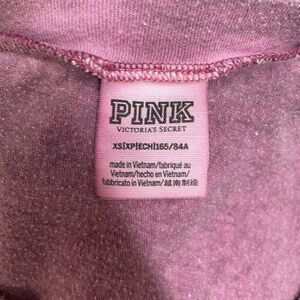 PINK
VICTORIA'S SECRET
XS|XP|ECH|165/84A
made in Vietnam/fabriqué au
Vietnam/hecho en Vietnam/
fabbricato in Vietnam/越南制造